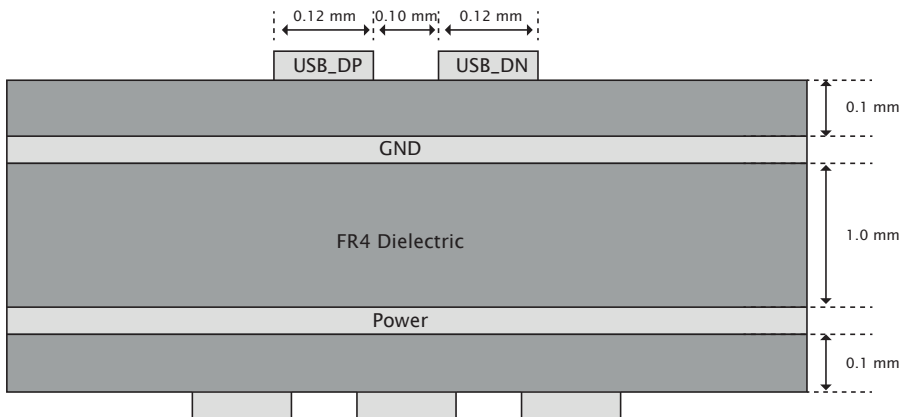 0.12 mm 0.10 mm 0.12 mm
USB_DP USB_DN
0.1 mm
GND
FR4 Dielectric
1.0 mm
Power
0.1 mm